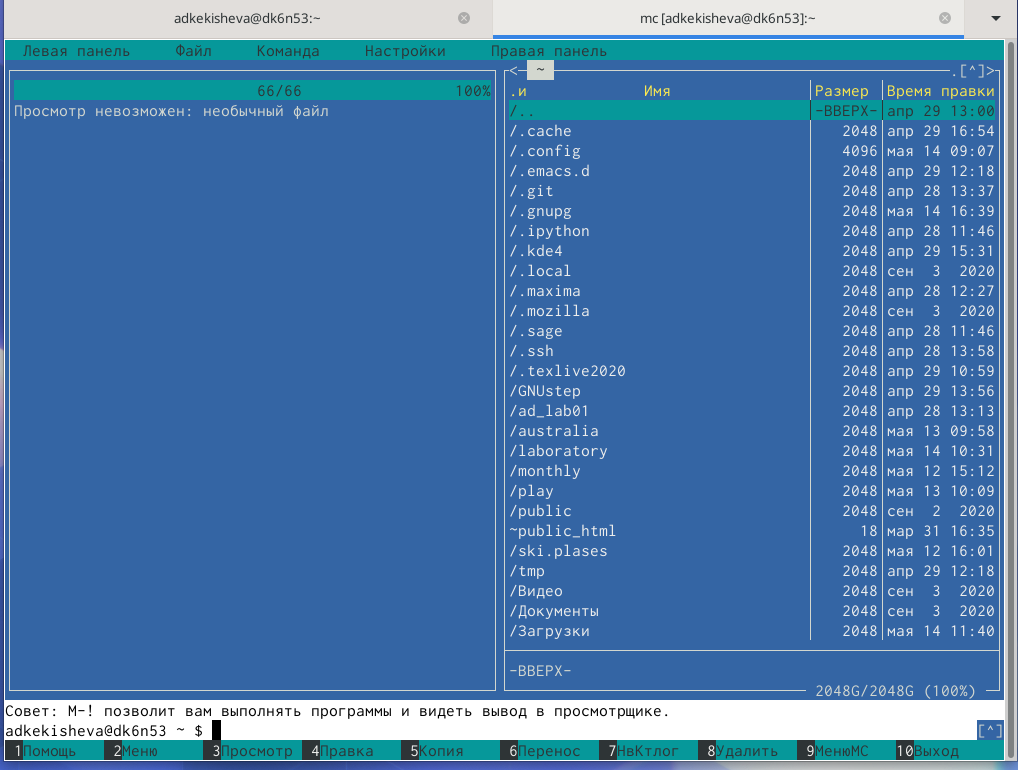 adkekisheva@dk6n53:~ mc [adkekisheva@dk6n53]:~
Левая панель Файл Команда Настройки Правая панель
<- ~ .[^]>
66/66 100%
Просмотр невозможен: необычный файл
.и Имя Размер Время правки
/.. -ВВЕРХ- апр 29 13:00
/.cache 2048 апр 29 16:54
/.config 4096 мая 14 09:07
/.emacs.d 2048 апр 29 12:18
/.git 2048 апр 28 13:37
/.gnupg 2048 мая 14 16:39
/.ipython 2048 апр 28 11:46
/.kde4 2048 апр 29 15:31
/.local 2048 сен 3 2020
/.maxima 2048 апр 28 12:27
/.mozilla 2048 сен 3 2020
/.sage 2048 апр 28 11:46
/.ssh 2048 апр 28 13:58
/.texlive2020 2048 апр 29 10:59
/GNUstep 2048 апр 29 13:56
/ad_lab01 2048 апр 28 13:13
/australia 2048 мая 13 09:58
/laboratory 2048 мая 14 10:31
/monthly 2048 мая 12 15:12
/play 2048 мая 13 10:09
/public 2048 сен 2 2020
~public_html 18 мар 31 16:35
/ski.plases 2048 мая 12 16:01
/tmp 2048 апр 29 12:18
/Видео 2048 сен 3 2020
/Документы 2048 сен 3 2020
/Загрузки 2048 мая 14 11:40
-ВВЕРХ-
2048G/2048G (100%)
Совет: M-! позволит вам выполнять программы и видеть вывод в просмотрщике.
adkekisheva@dk6n53 ~ $ [^]
1Помощь 2Меню 3Просмотр 4Правка 5Копия 6Перенос 7НвКтлог 8Удалить 9МенюMC 10Выход